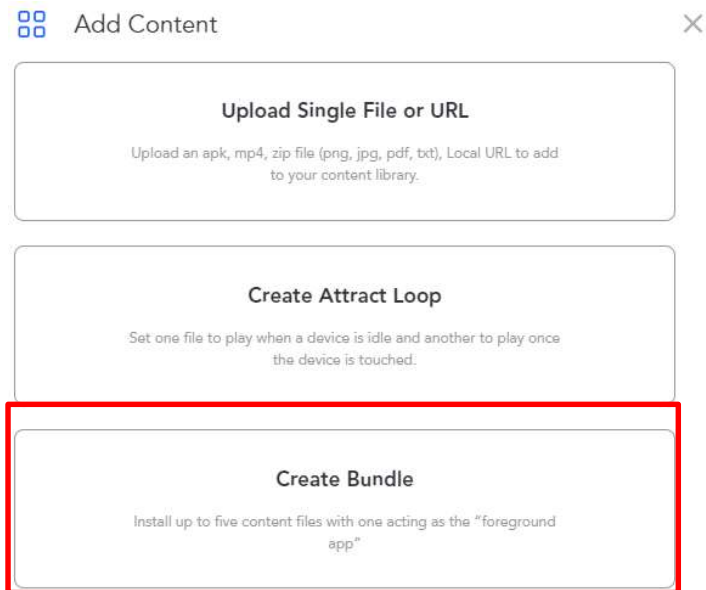 Add Content
Upload Single File or URL
Upload an apk, mp4, zip file (png, jpg, pdf, txt), Local URL to add
to your content library.
Create Attract Loop
Set one file to play when a device is idle and another to play once
the device is touched.
Create Bundle
Install up to five content files with one acting as the “foreground
app”